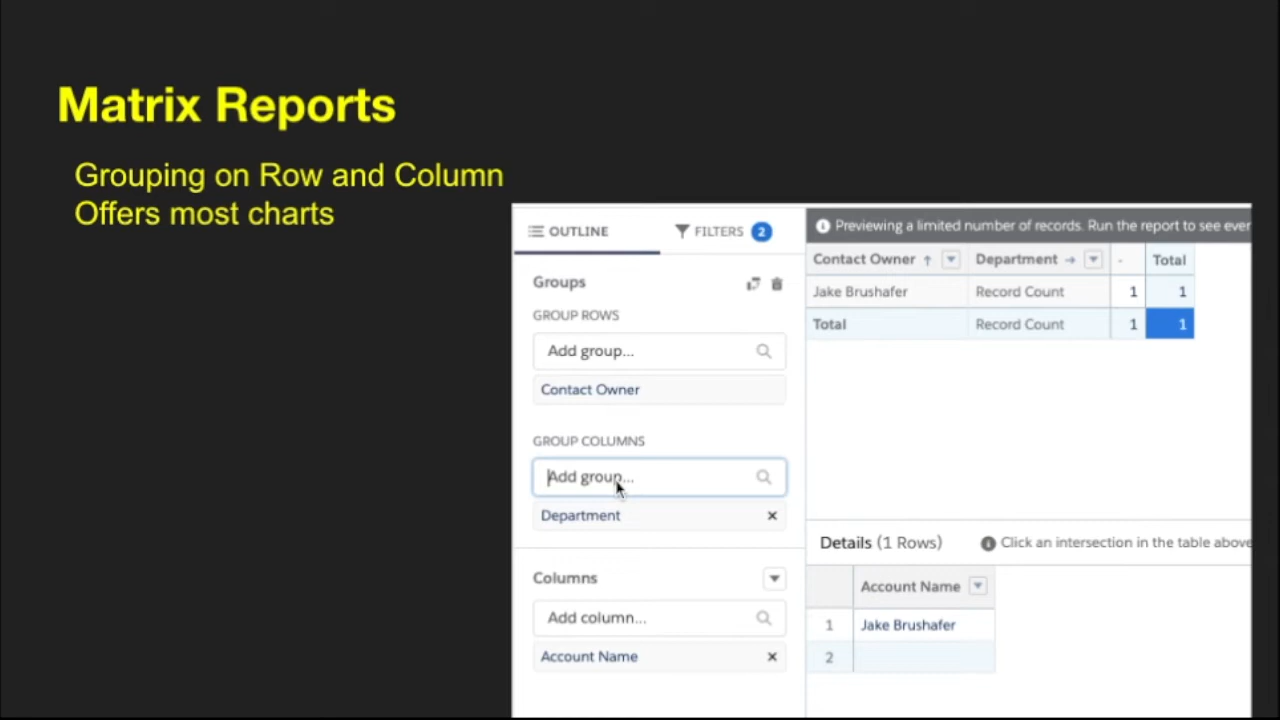 Matrix Reports
Grouping on Row and Column
Offers most charts
OUTLINE
FILTERS 2
Groups
GROUP ROWS
Add group...
Contact Owner
GROUP COLUMNS
Add group...
Department
Columns
Add column...
Account Name
Previewing a limited number of records. Run the report to see ever
Contact Owner Department - Total
Jake Brushafer Record Count 1 1
Total Record Count 1 1
Details (1 Rows) Click an intersection in the table above
Account Name
1 Jake Brushafer
2